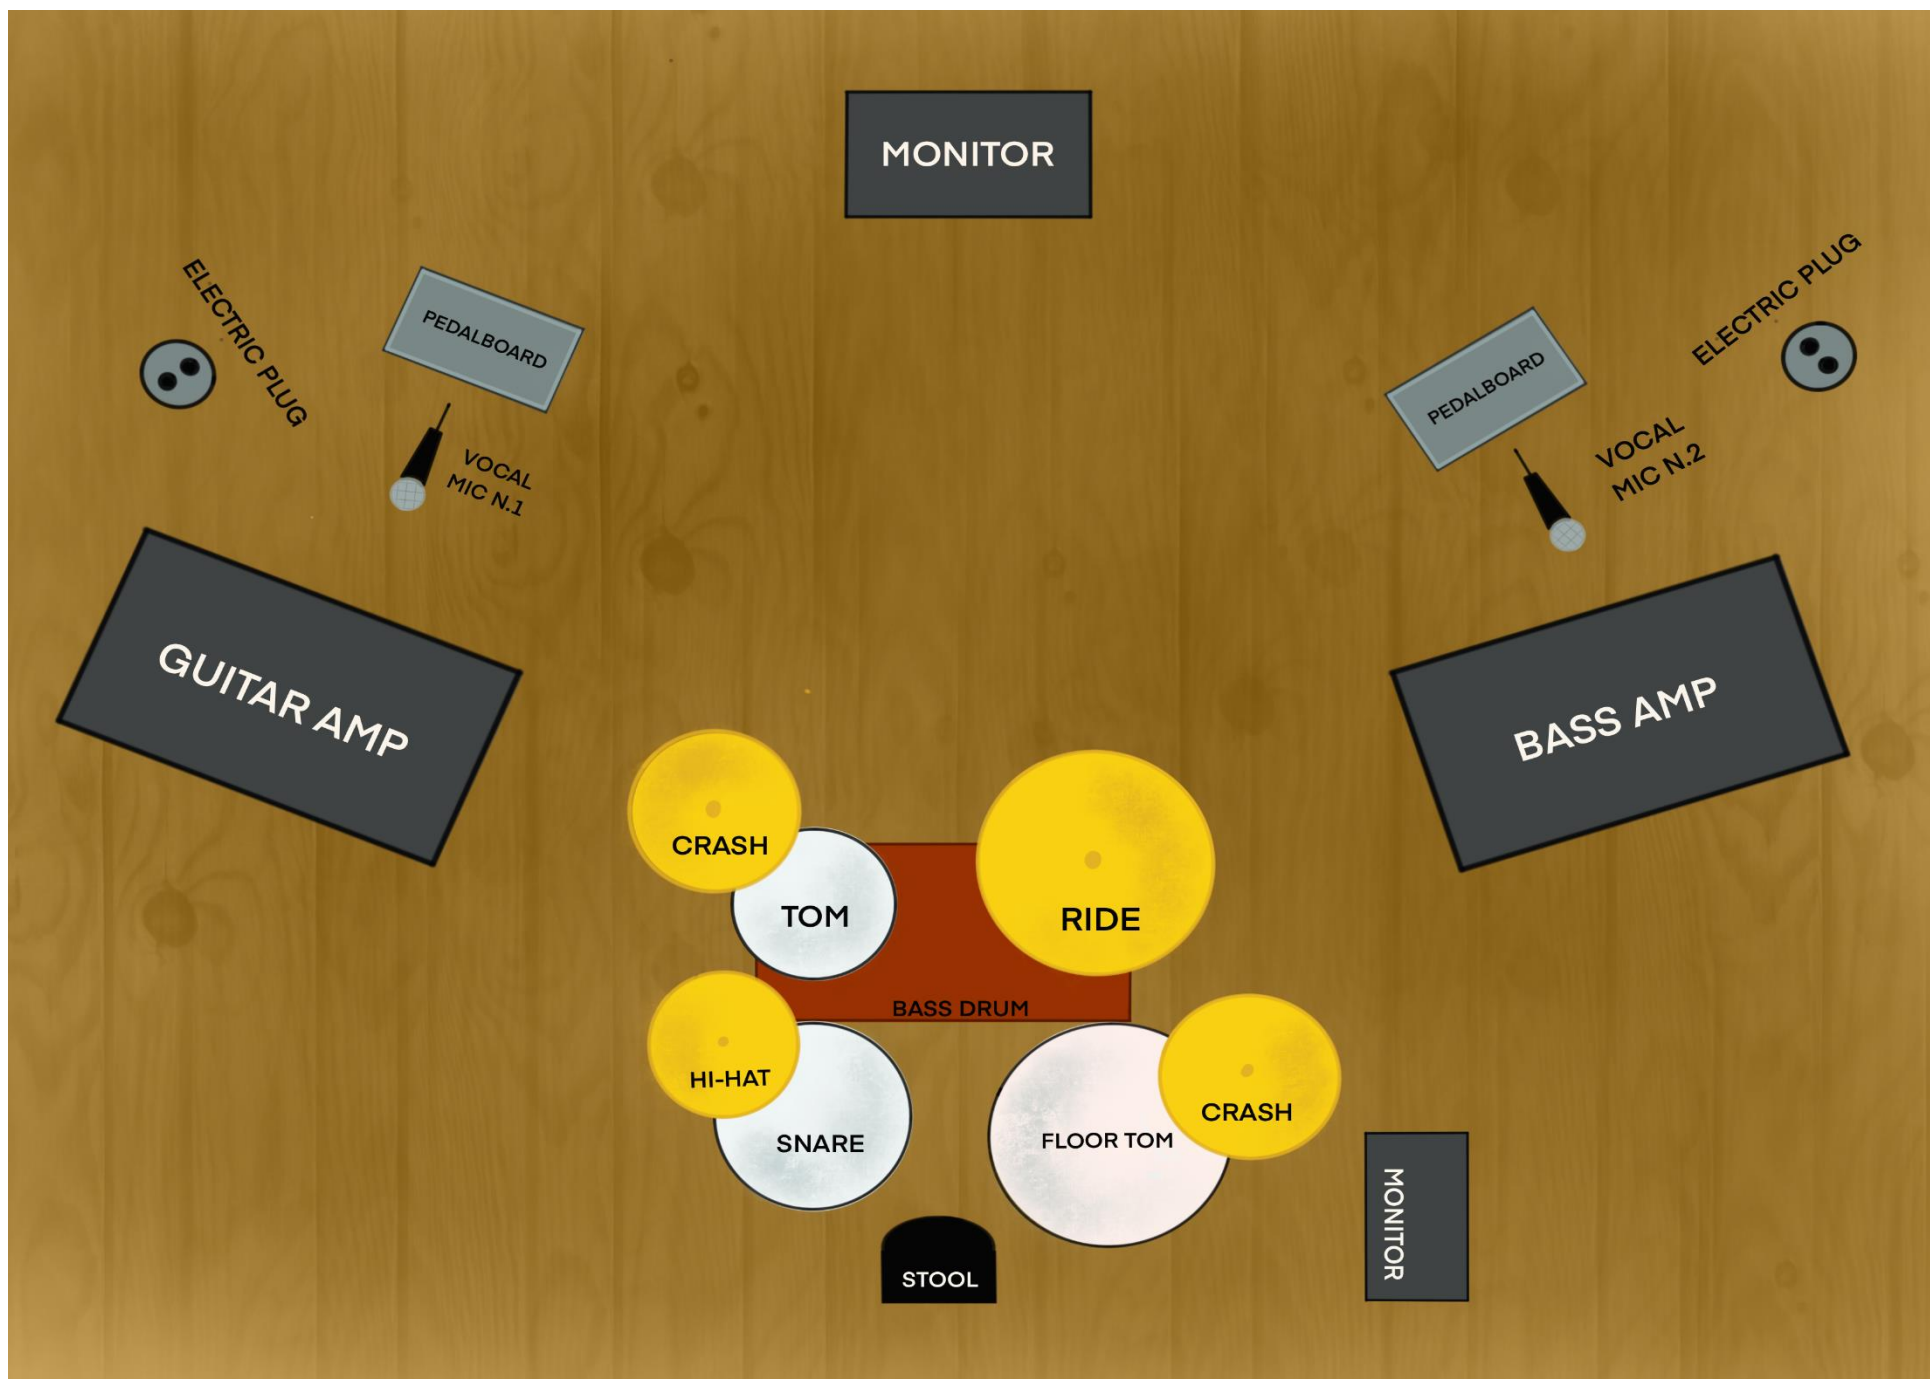 MONITOR
ELECTRIC PLUG
PEDALBOARD
VOCAL
MIC N.1
PEDALBOARD
ELECTRIC PLUG
VOCAL
MIC N.2
GUITAR AMP
BASS AMP
CRASH
TOM
RIDE
BASS DRUM
HI-HAT
SNARE
FLOOR TOM
CRASH
MONITOR
STOOL